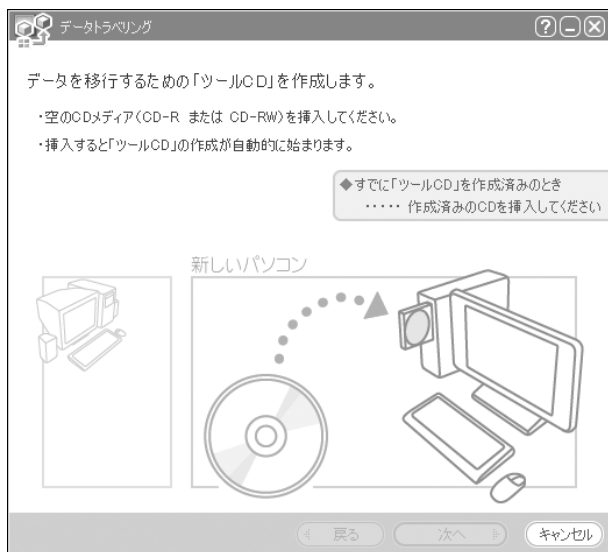 データトラベリング
データを移行するための「ツールCD」を作成します。
・空のCDメディア(CD-R または CD-RW)を挿入してください。
・挿入すると「ツールCD」の作成が自動的に始まります。
◆すでに「ツールCD」を作成済みのとき
・・・・・ 作成済みのCDを挿入してください
新しいパソコン
戻る
次へ
キャンセル